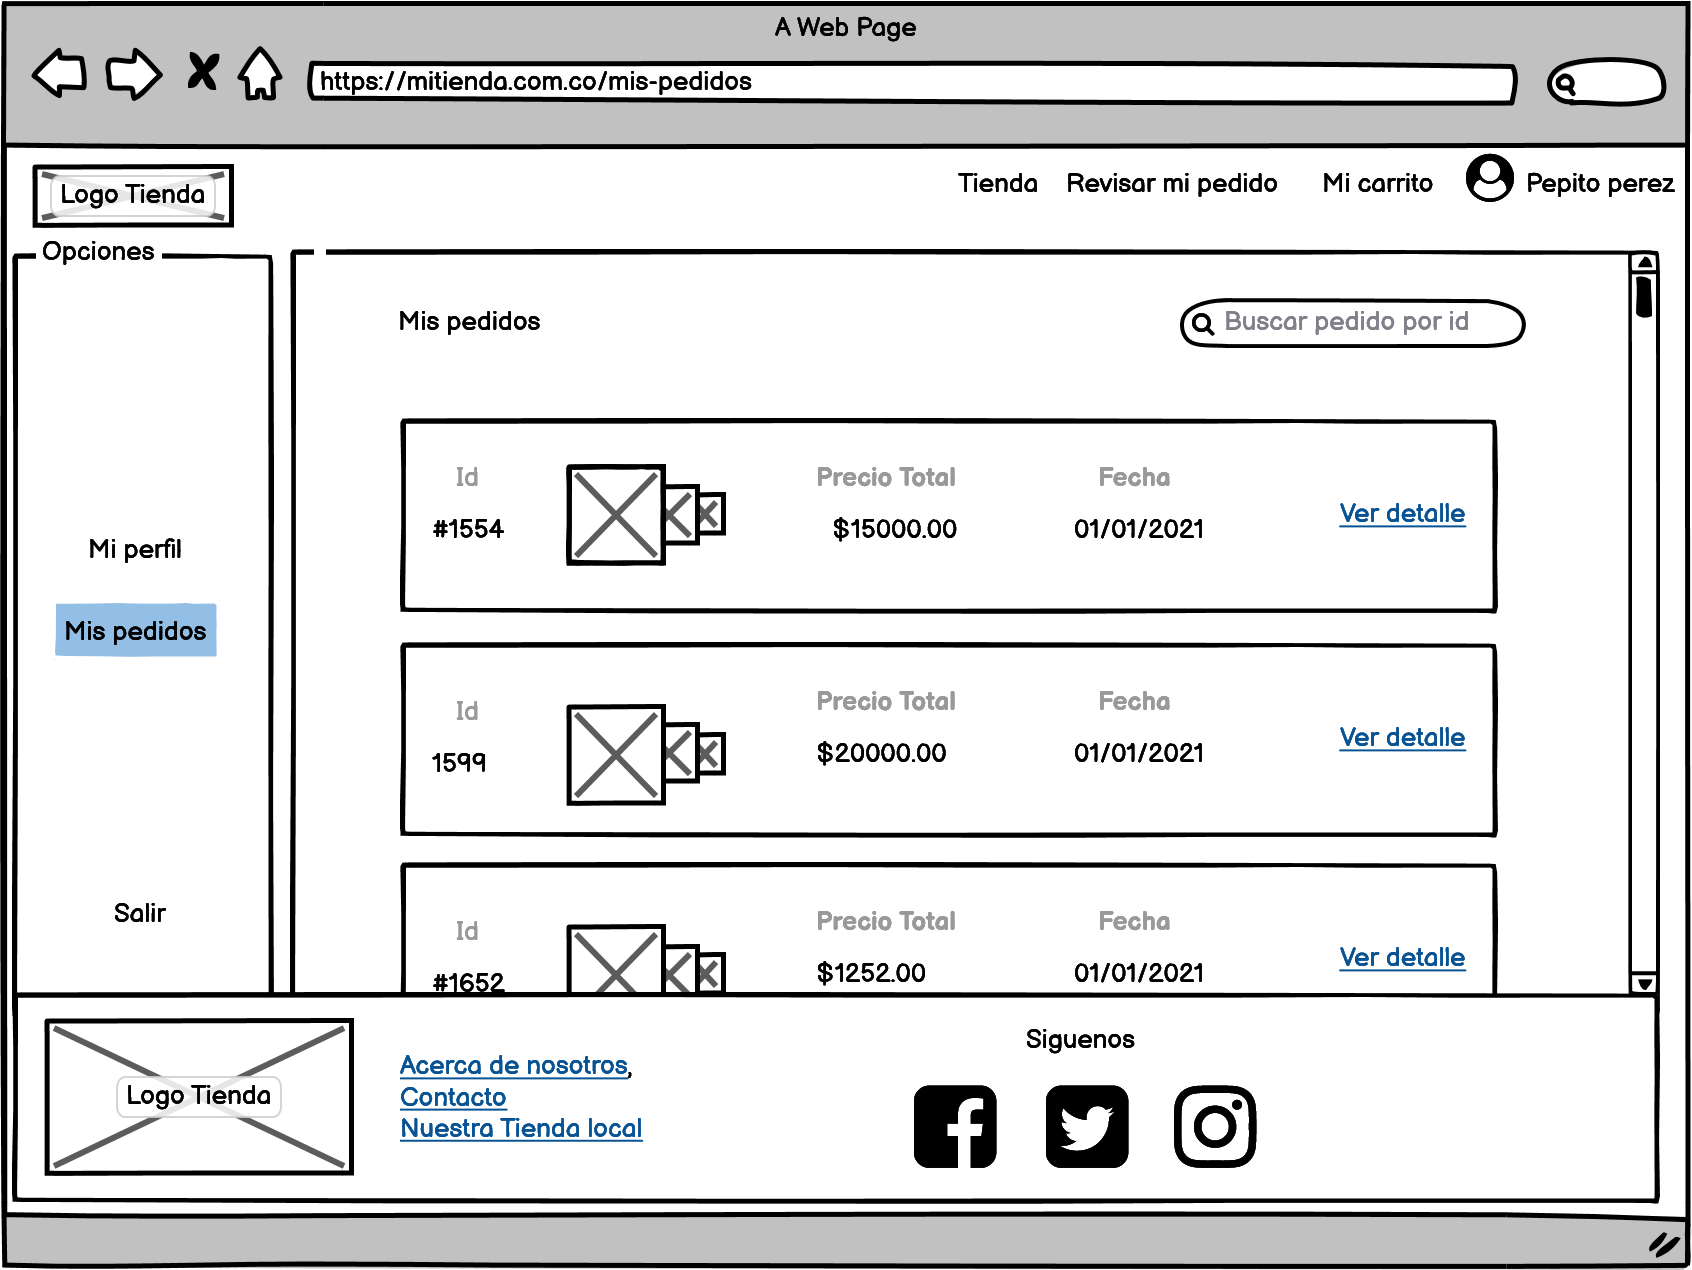 A Web Page
https://mitienda.com.co/mis-pedidos
Logo Tienda
Tienda Revisar mi pedido Mi carrito Pepito perez
Opciones
Mi perfil
Mis pedidos
Salir
Mis pedidos
Buscar pedido por id
Id Precio Total Fecha
#1554 $15000.00 01/01/2021 Ver detalle
Id Precio Total Fecha
1599 $20000.00 01/01/2021 Ver detalle
Id Precio Total Fecha
#1652 $1252.00 01/01/2021 Ver detalle
Logo Tienda
Acerca de nosotros,
Contacto
Nuestra Tienda local
Siguenos